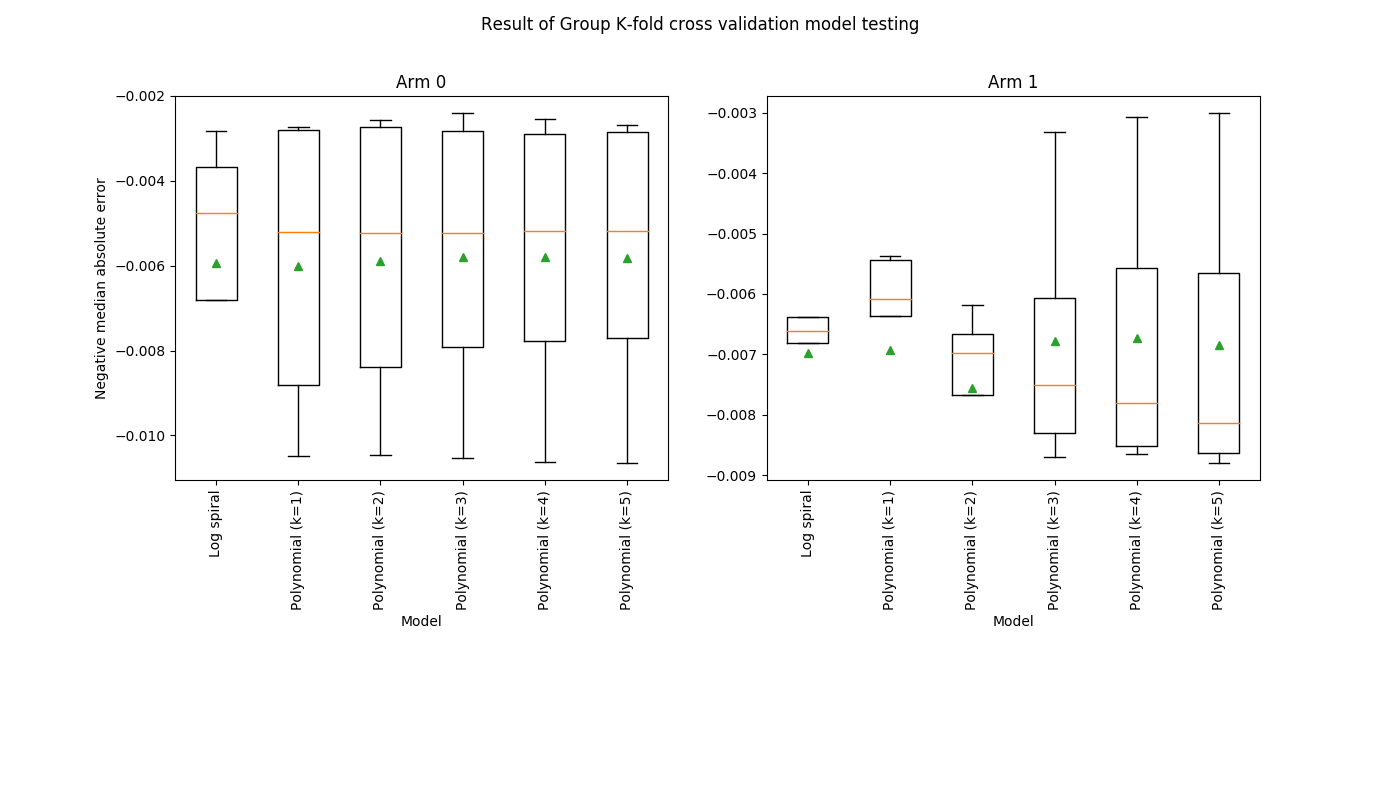 Result of Group K-fold cross validation model testing
Arm 0
Negative median absolute error
−0.002
−0.004
−0.006
−0.008
−0.010
Log spiral
Polynomial (k=1)
Polynomial (k=2)
Polynomial (k=3)
Polynomial (k=4)
Polynomial (k=5)
Model
Arm 1
−0.003
−0.004
−0.005
−0.006
−0.007
−0.008
−0.009
Log spiral
Polynomial (k=1)
Polynomial (k=2)
Polynomial (k=3)
Polynomial (k=4)
Polynomial (k=5)
Model